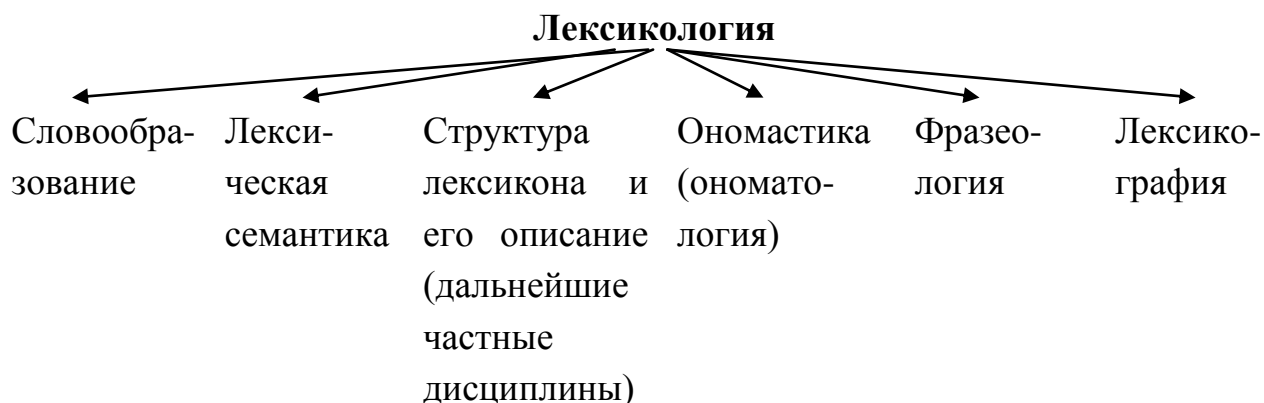 Лексикология
Словообра-
зование
Лекси-
ческая
семантика
Структура
лексикона и
его описание
(дальнейшие
частные
дисциплины)
Ономастика
(ономато-
логия)
Фразео-
логия
Лексико-
графия